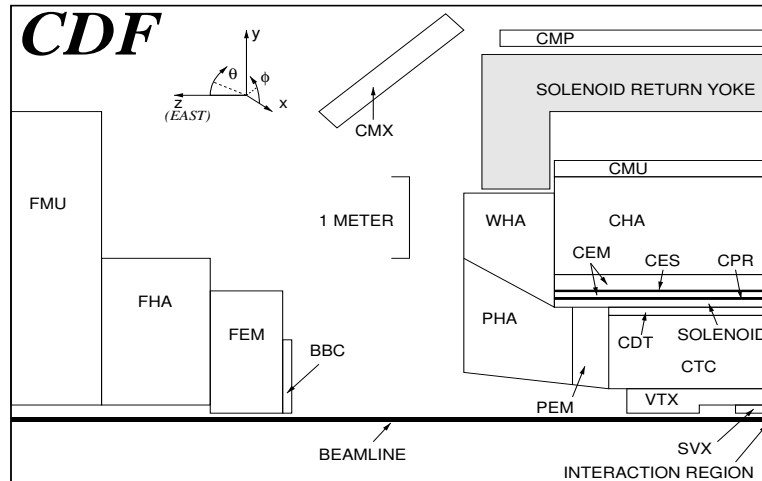 CDF
y
θ
ϕ
z
x
(EAST)
CMP
SOLENOID RETURN YOKE
CMX
CMU
FMU
1 METER
WHA
CHA
CEM
CES
CPR
FHA
PHA
SOLENOID
FEM
CDT
BBC
CTC
PEM
VTX
BEAMLINE
SVX
INTERACTION REGION